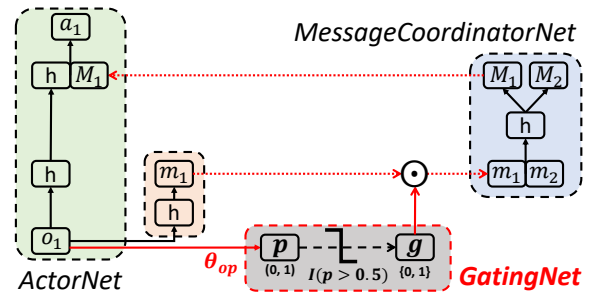 a₁
MessageCoordinatorNet
h M₁
M₁ M₂
h
h
m₁
m₁ m₂
h
o₁
θop
p
g
(0, 1)
I(p > 0.5)
{0, 1}
ActorNet
GatingNet